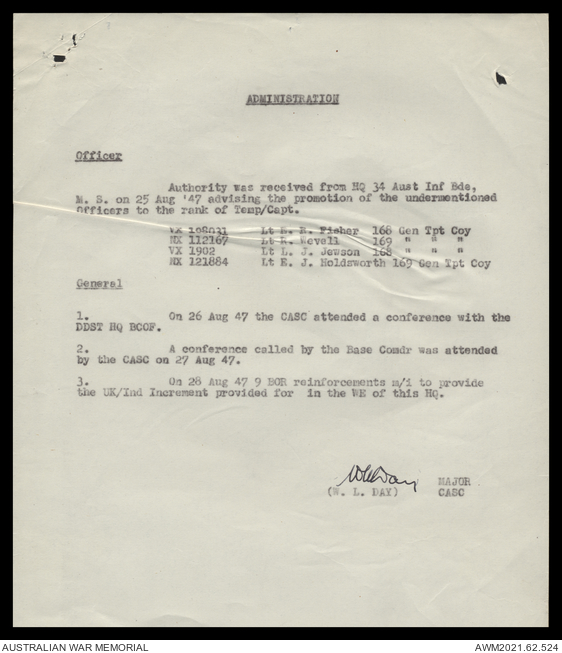 ADMINISTRATION
Officer
Authority was received from HQ 34 Aust Inf Bde,
M. S. on 25 Aug '47 advising the promotion of the undermentioned
Officers to the rank of Temp/Capt.
VX 108031 Lt R. Fisher 168 Gen Tpt Coy
NX 112167 Lt R. Wevell 169 " " "
VX 1902 Lt L. J. Jewson 168 " " "
NX 121884 Lt E. J. Holdsworth 169 Gen Tpt Coy
General
1. On 26 Aug 47 the CASC attended a conference with the
DDST HQ BCOF.
2. A conference called by the Base Comdr was attended
by the CASC on 27 Aug 47.
3. On 28 Aug 47 9 BOR reinforcements m/i to provide
the UK/Ind Increment provided for in the WE of this HQ.
WLDay MAJOR
(W. L. DAY) CASC
AUSTRALIAN WAR MEMORIAL AWM2021.62.524